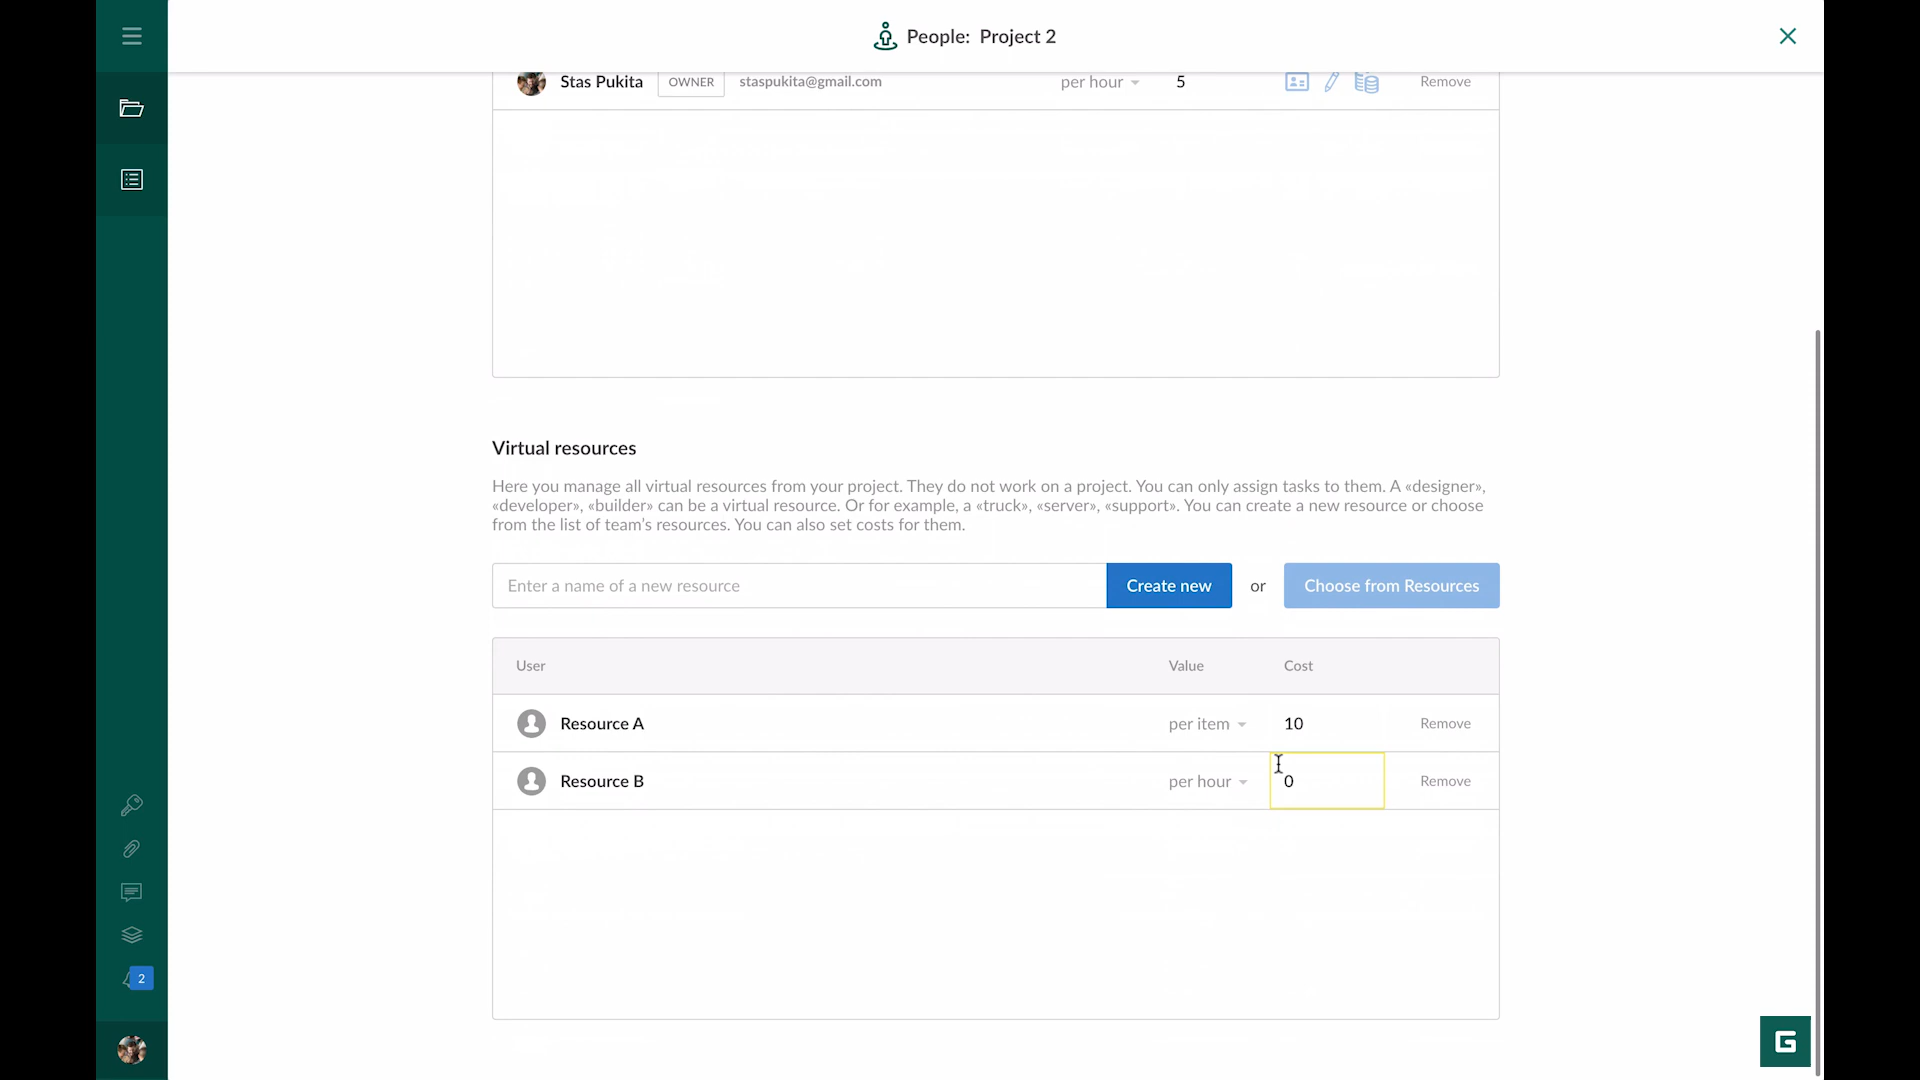 People: Project 2
Stas Pukita OWNER staspukita@gmail.com per hour 5 Remove
Virtual resources
Here you manage all virtual resources from your project. They do not work on a project. You can only assign tasks to them. A «designer»,
«developer», «builder» can be a virtual resource. Or for example, a «truck», «server», «support». You can create a new resource or choose
from the list of team's resources. You can also set costs for them.
Enter a name of a new resource Create new or Choose from Resources
User Value Cost
Resource A per item 10 Remove
Resource B per hour 0 Remove
2
G